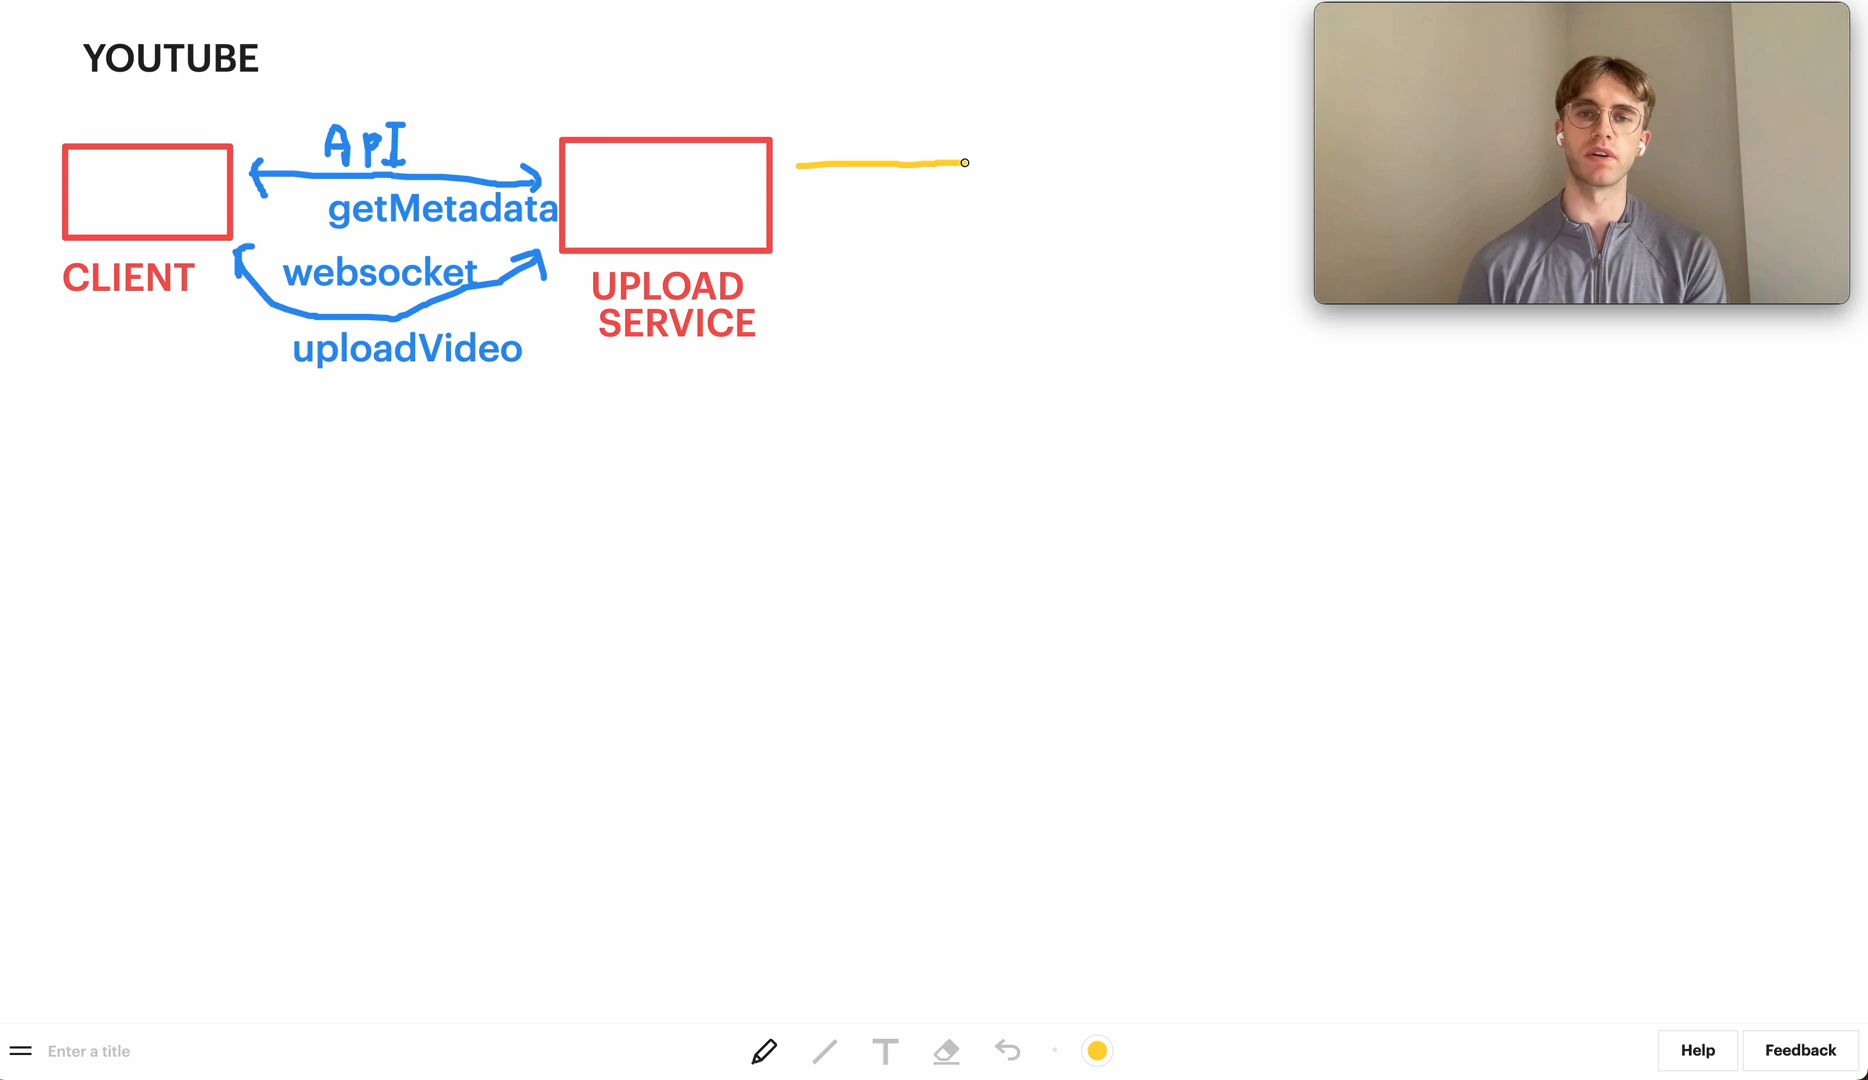 YOUTUBE
ApI
getMetadata
CLIENT
websocket
UPLOAD
SERVICE
uploadVideo
Enter a title
T
Help
Feedback